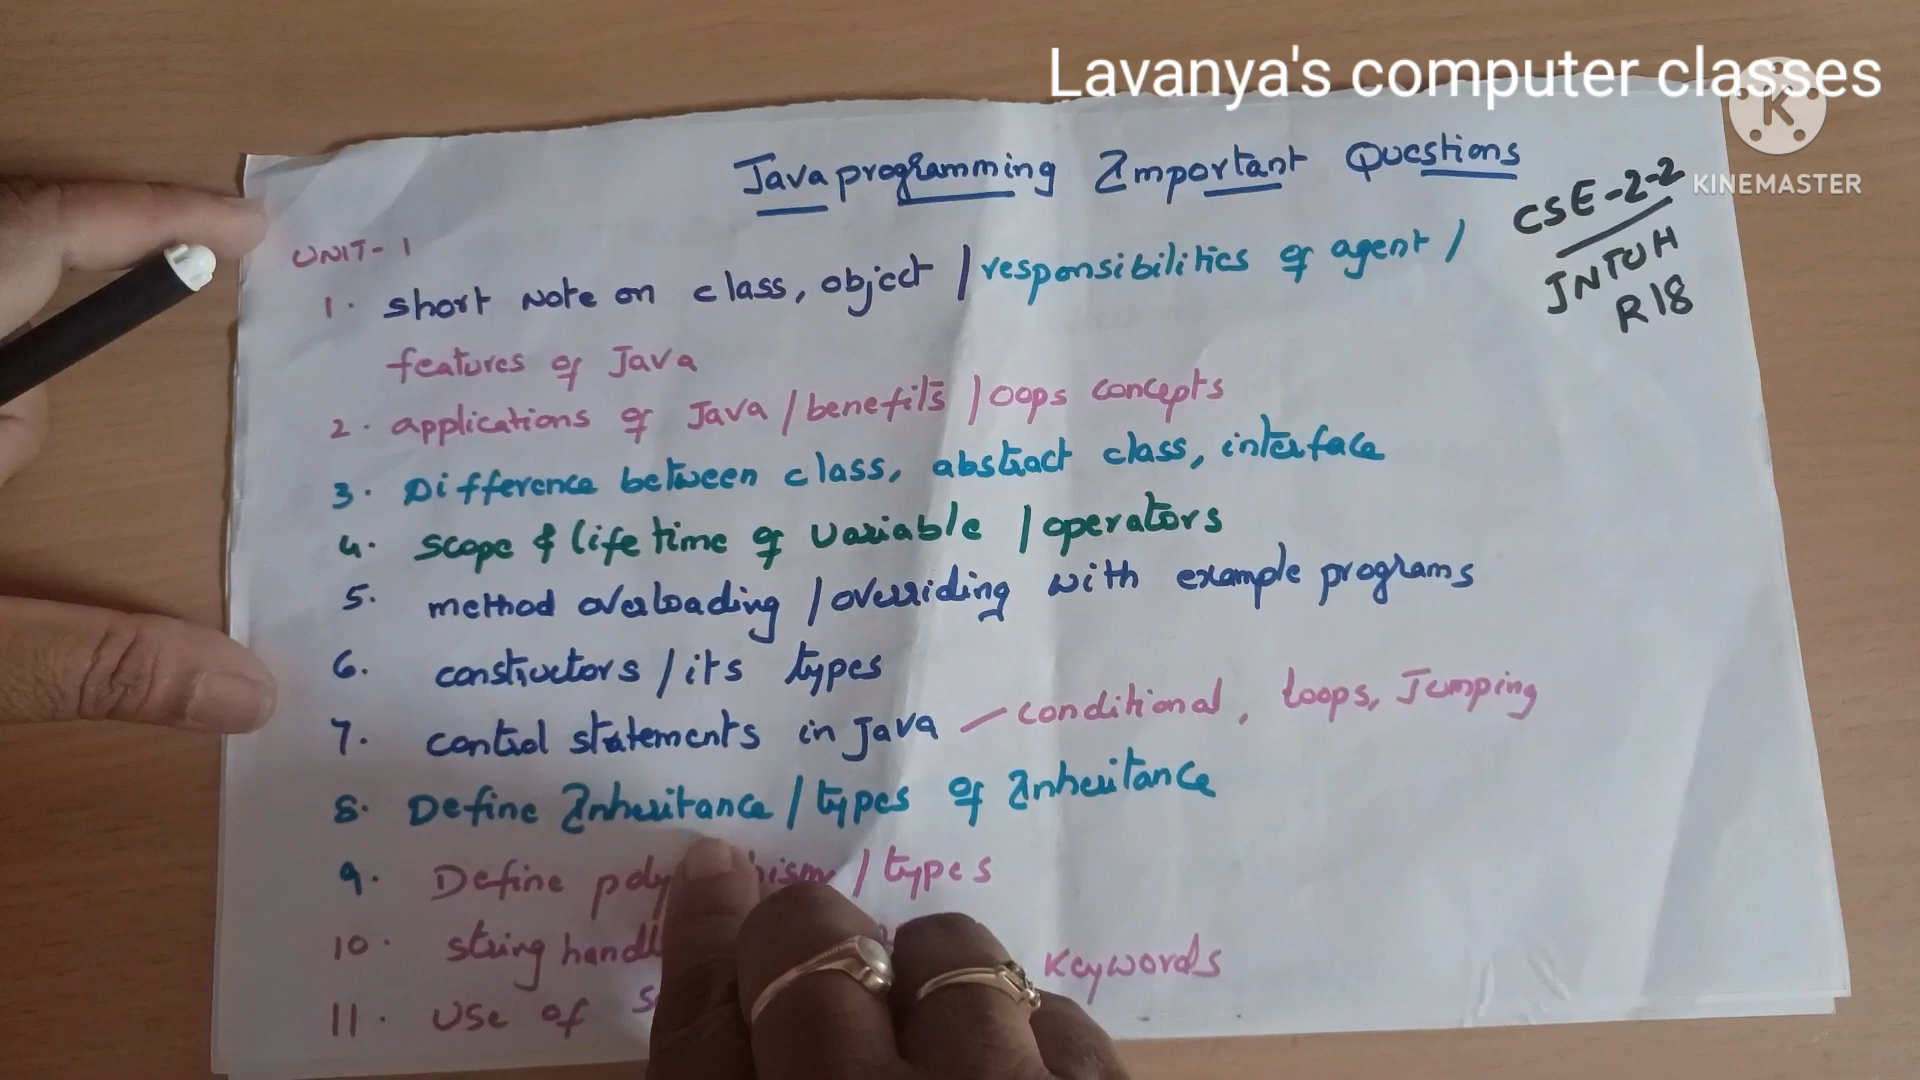 Lavanya's computer classes
KINEMASTER
Java programming Important Questions
CSE-2-2
JNTUH
R18
UNIT-1
1. short Note on class, object / responsibilities of agent /
features of Java
2. applications of Java / benefits / oops concepts
3. Difference between class, abstract class, interface
4. scope & life time of variable / operators
5. method overloading / overriding with example programs
6. constructors / its types
7. control statements in Java – conditional, loops, Jumping
8. Define Inheritance / types of Inheritance
9. Define / types
10. string
11. use of keywords